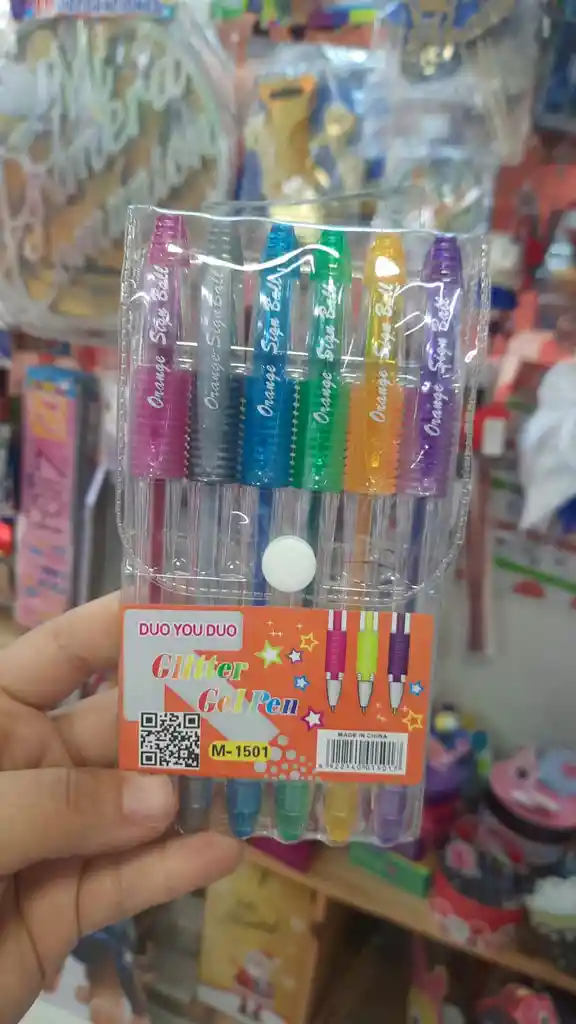 Orange Sign Ball
Orange Sign Ball
Orange Sign Ball
Orange Sign Ball
Orange Sign Ball
Orange Sign Ball
DUO YOU DUO
Glitter
Gel Pen
M-1501
MADE IN CHINA